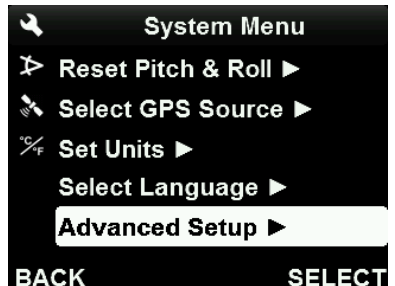 System Menu
Reset Pitch & Roll ▶
Select GPS Source ▶
°C/°F Set Units ▶
Select Language ▶
Advanced Setup ▶
BACK SELECT